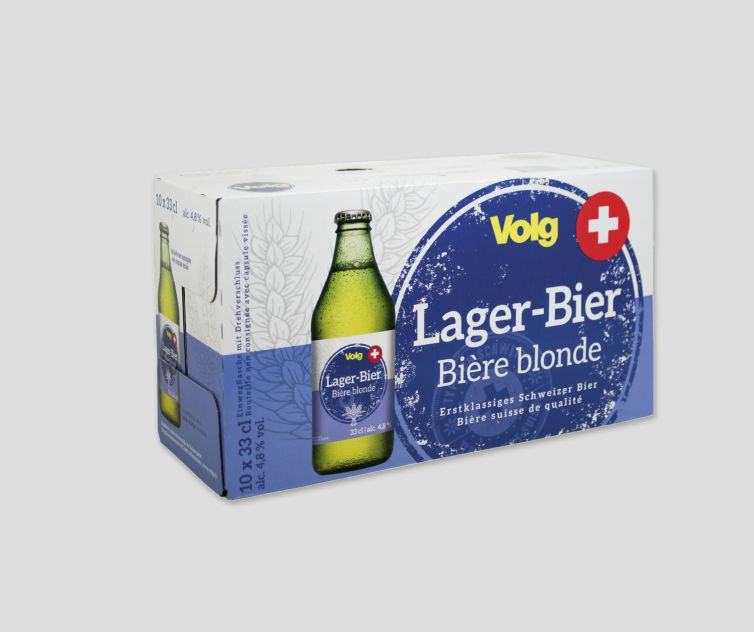 Volg
10 x 33 cl
alc. 4,8 % vol.
Lager-Bier
Volg
Lager-Bier
Bière blonde
Erstklassiges Schweizer Bier
Bière suisse de qualité
Volg
Lager-Bier
Bière blonde
33 cl | alc. 4,8 %
10 x 33 cl
alc. 4,8 % vol.
Einwegflasche mit Drehverschluss
Bouteille non consignée avec capsule vissée